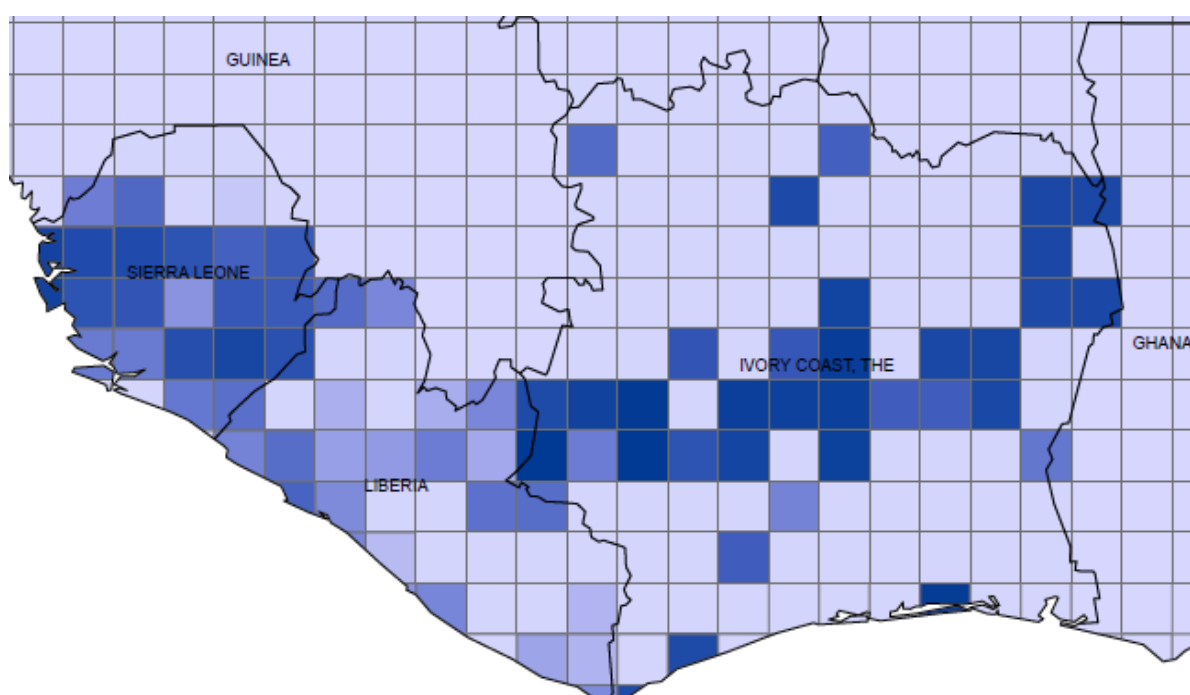 GUINEA
SIERRA LEONE
GHANA
IVORY COAST, THE
LIBERIA